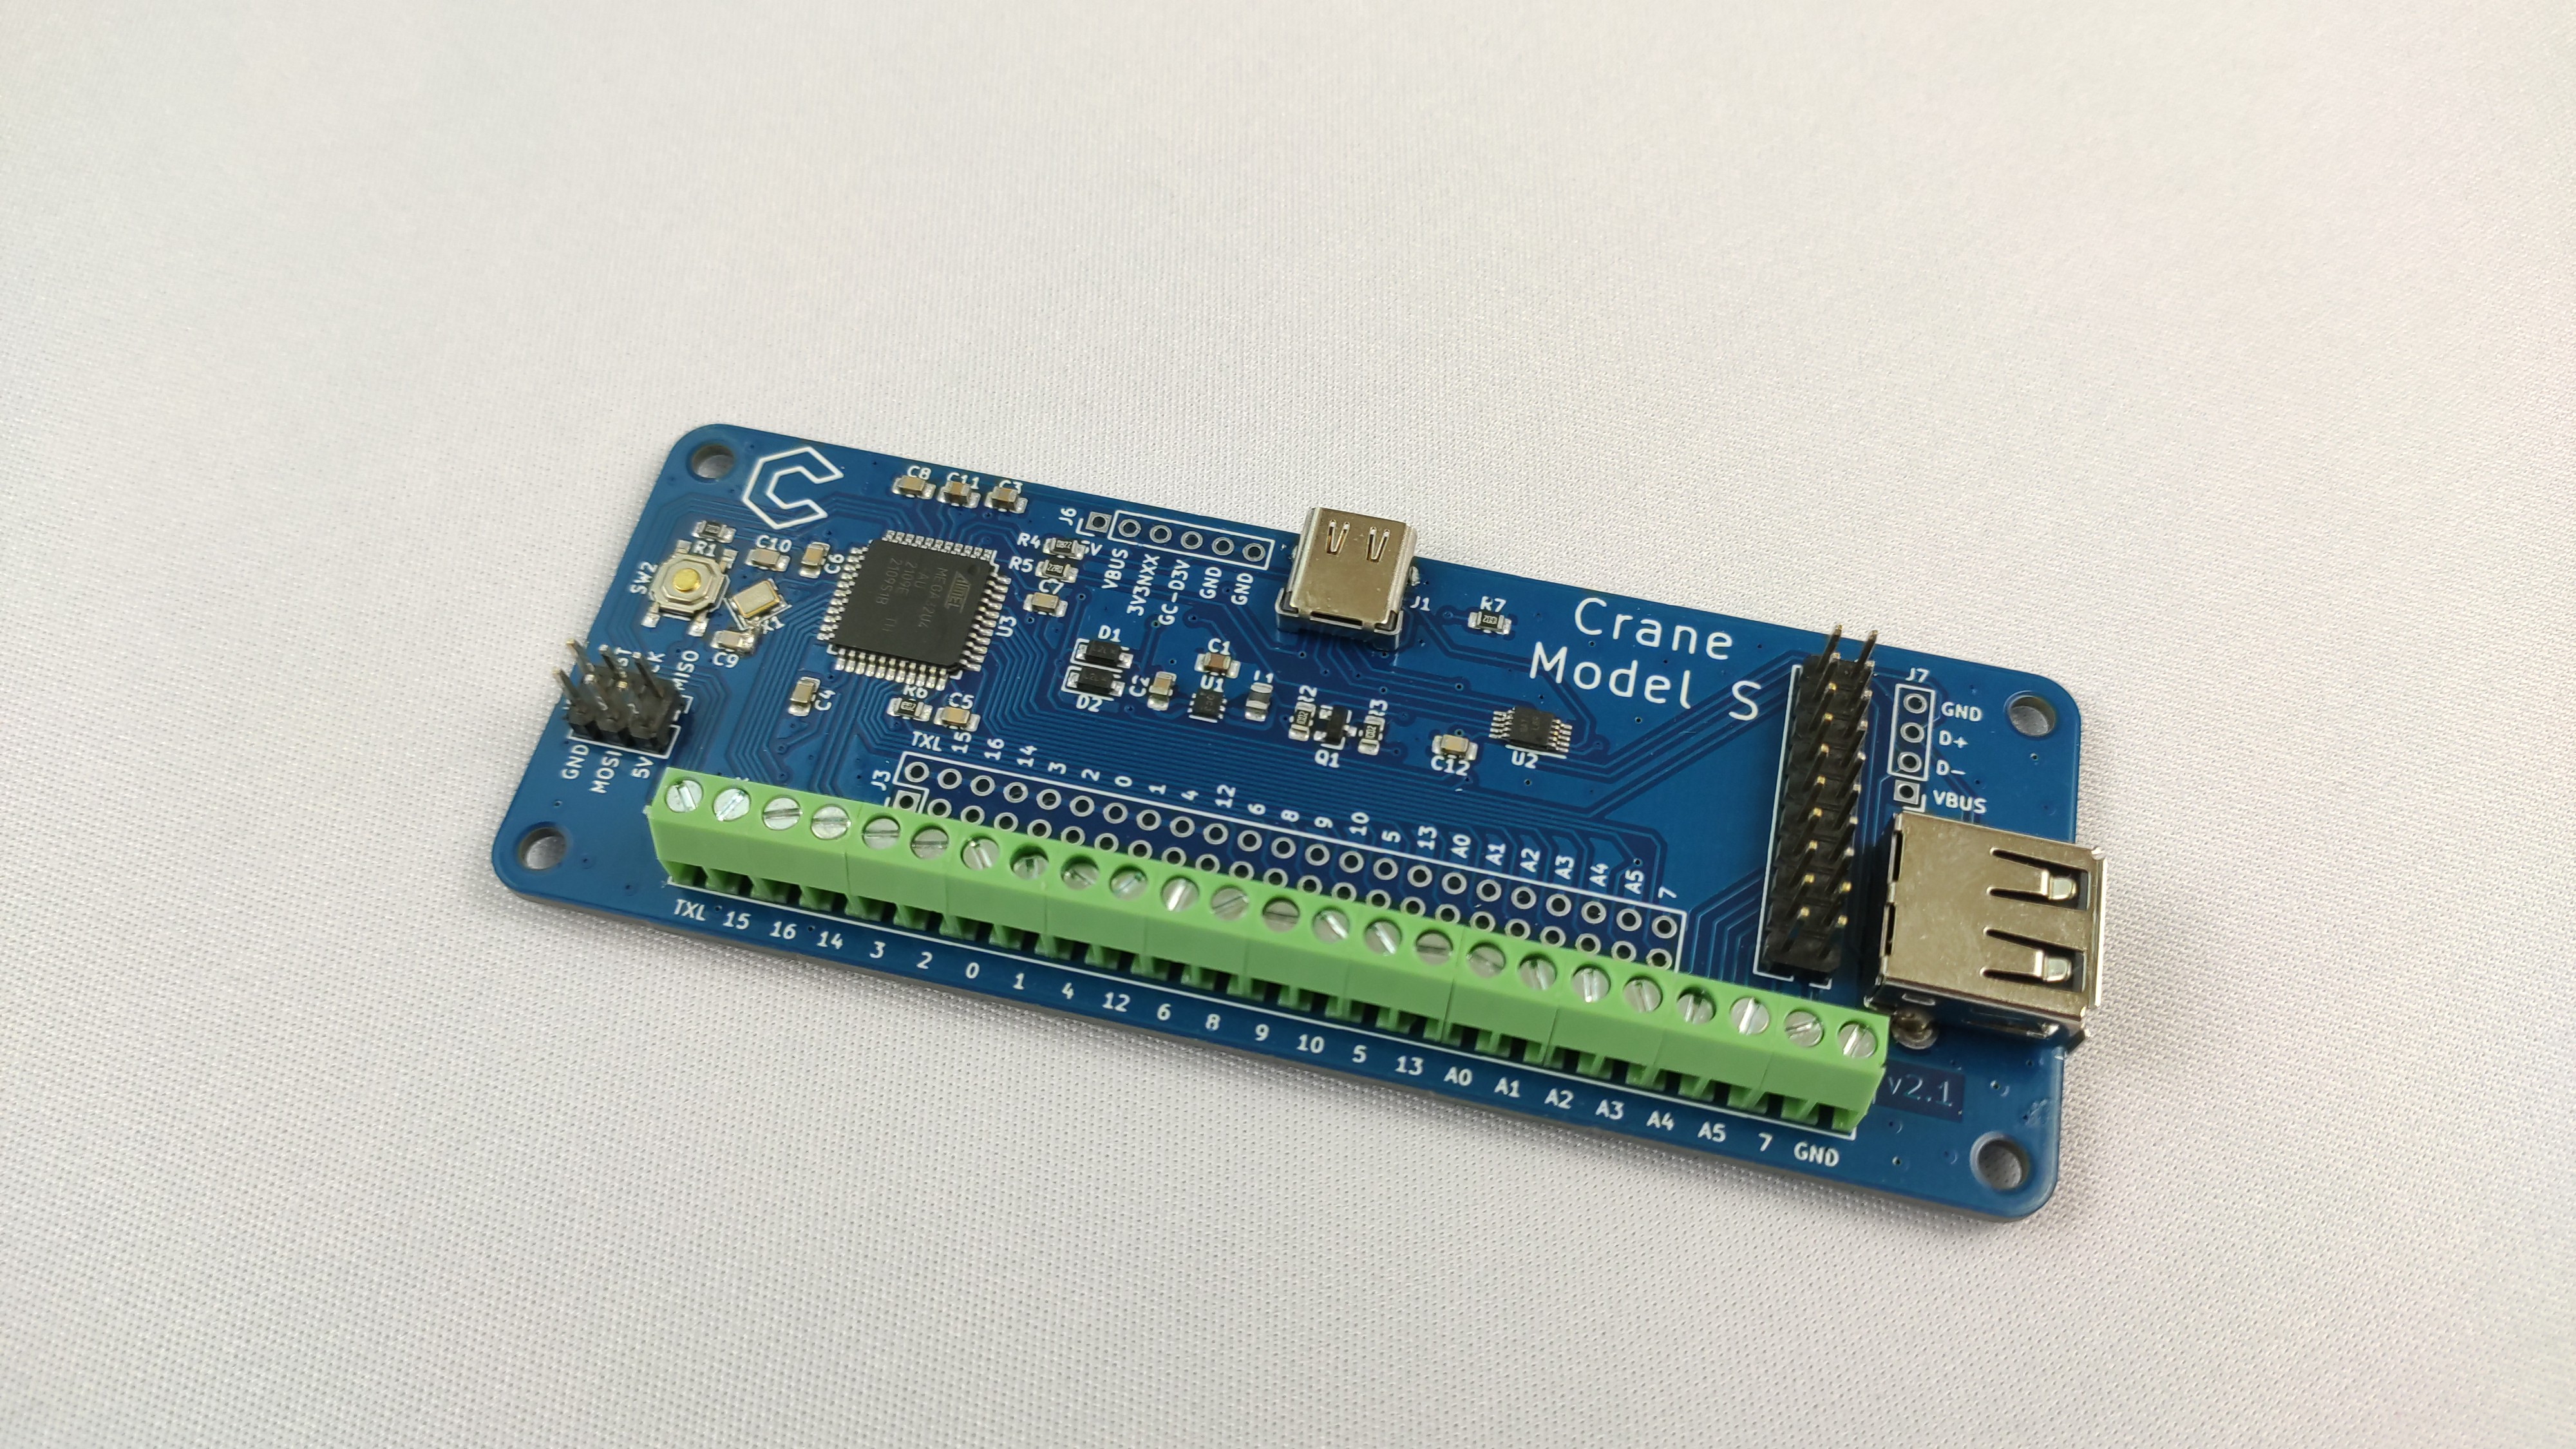 C8
C11
C3
J6
VBUS
3V3NXX
GC-D3V
GND
GND
R1
C10
C6
SW2
X1
C9
ATMEL
MEGA32U4
AU
2109E
U3
R4
R5
C7
J1
R7
Crane
Model S
D1
D2
C1
U1
Q1
C12
U2
J7
GND
D+
D-
VBUS
MISO
GND
MOSI
5V
C4
R6
C5
J3
TXL 15 16 14 3 2 0 1 4 12 6 8 9 10 5 13 A0 A1 A2 A3 A4 A5 7
TXL 15 16 14 3 2 0 1 4 12 6 8 9 10 5 13 A0 A1 A2 A3 A4 A5 7 GND
v2.1